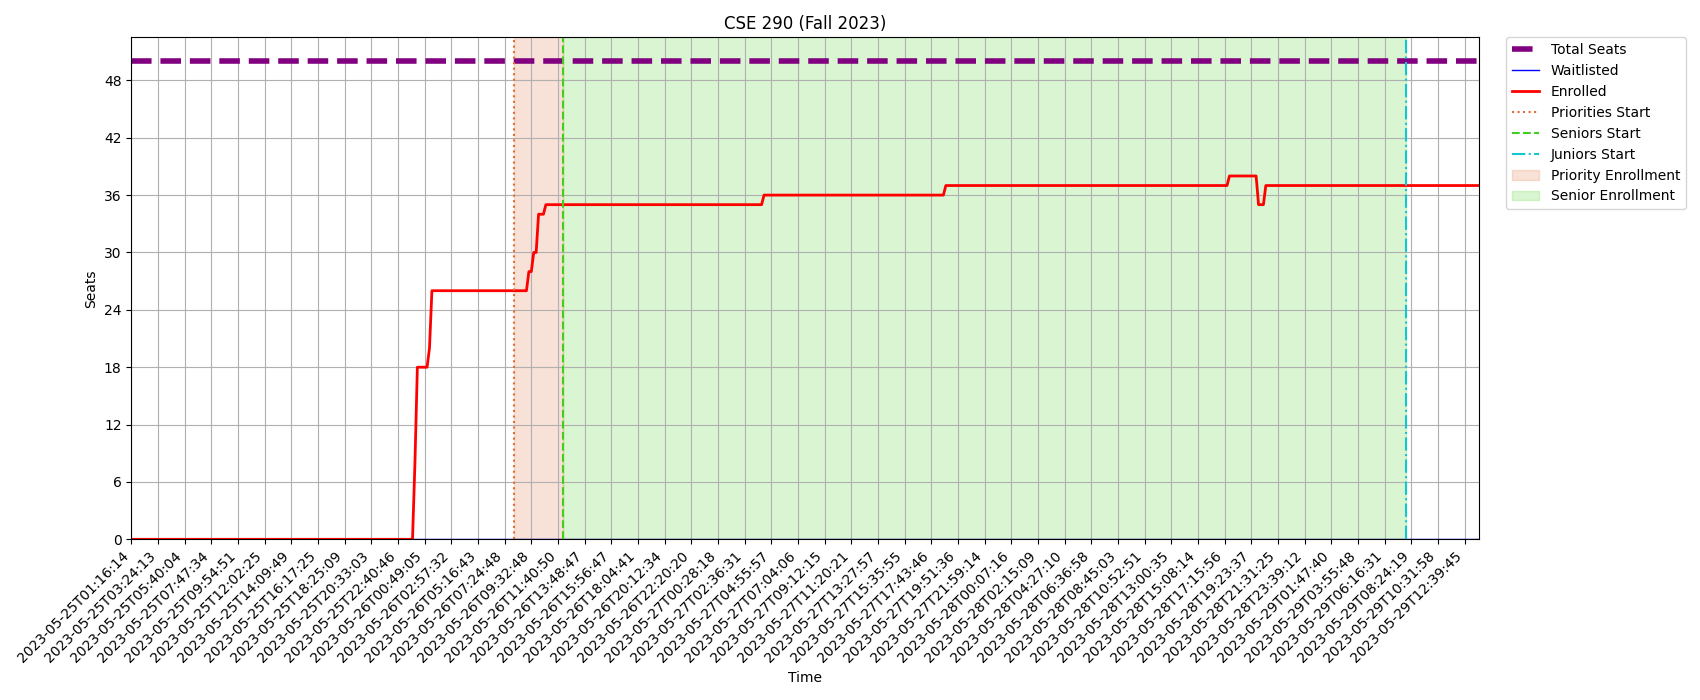 CSE 290 (Fall 2023)
Total Seats
Waitlisted
Enrolled
Priorities Start
Seniors Start
Juniors Start
Priority Enrollment
Senior Enrollment
Seats
48
42
36
30
24
18
12
6
0
2023-05-25T01:16:14
2023-05-25T03:24:13
2023-05-25T05:40:04
2023-05-25T07:47:34
2023-05-25T09:54:51
2023-05-25T12:02:25
2023-05-25T14:09:49
2023-05-25T16:17:25
2023-05-25T18:25:09
2023-05-25T20:33:03
2023-05-25T22:40:46
2023-05-26T00:49:05
2023-05-26T02:57:32
2023-05-26T05:16:43
2023-05-26T07:24:48
2023-05-26T09:32:48
2023-05-26T11:40:50
2023-05-26T13:48:47
2023-05-26T15:56:47
2023-05-26T18:04:41
2023-05-26T20:12:34
2023-05-26T22:20:20
2023-05-27T00:28:18
2023-05-27T02:36:31
2023-05-27T04:55:57
2023-05-27T07:04:06
2023-05-27T09:12:15
2023-05-27T11:20:21
2023-05-27T13:27:57
2023-05-27T15:35:55
2023-05-27T17:43:46
2023-05-27T19:51:36
2023-05-27T21:59:14
2023-05-28T00:07:16
2023-05-28T02:15:09
2023-05-28T04:27:10
2023-05-28T06:36:58
2023-05-28T08:45:03
2023-05-28T10:52:51
2023-05-28T13:00:35
2023-05-28T15:08:14
2023-05-28T17:15:56
2023-05-28T19:23:37
2023-05-28T21:31:25
2023-05-28T23:39:12
2023-05-29T01:47:40
2023-05-29T03:55:48
2023-05-29T06:16:31
2023-05-29T08:24:19
2023-05-29T10:31:58
2023-05-29T12:39:45
Time